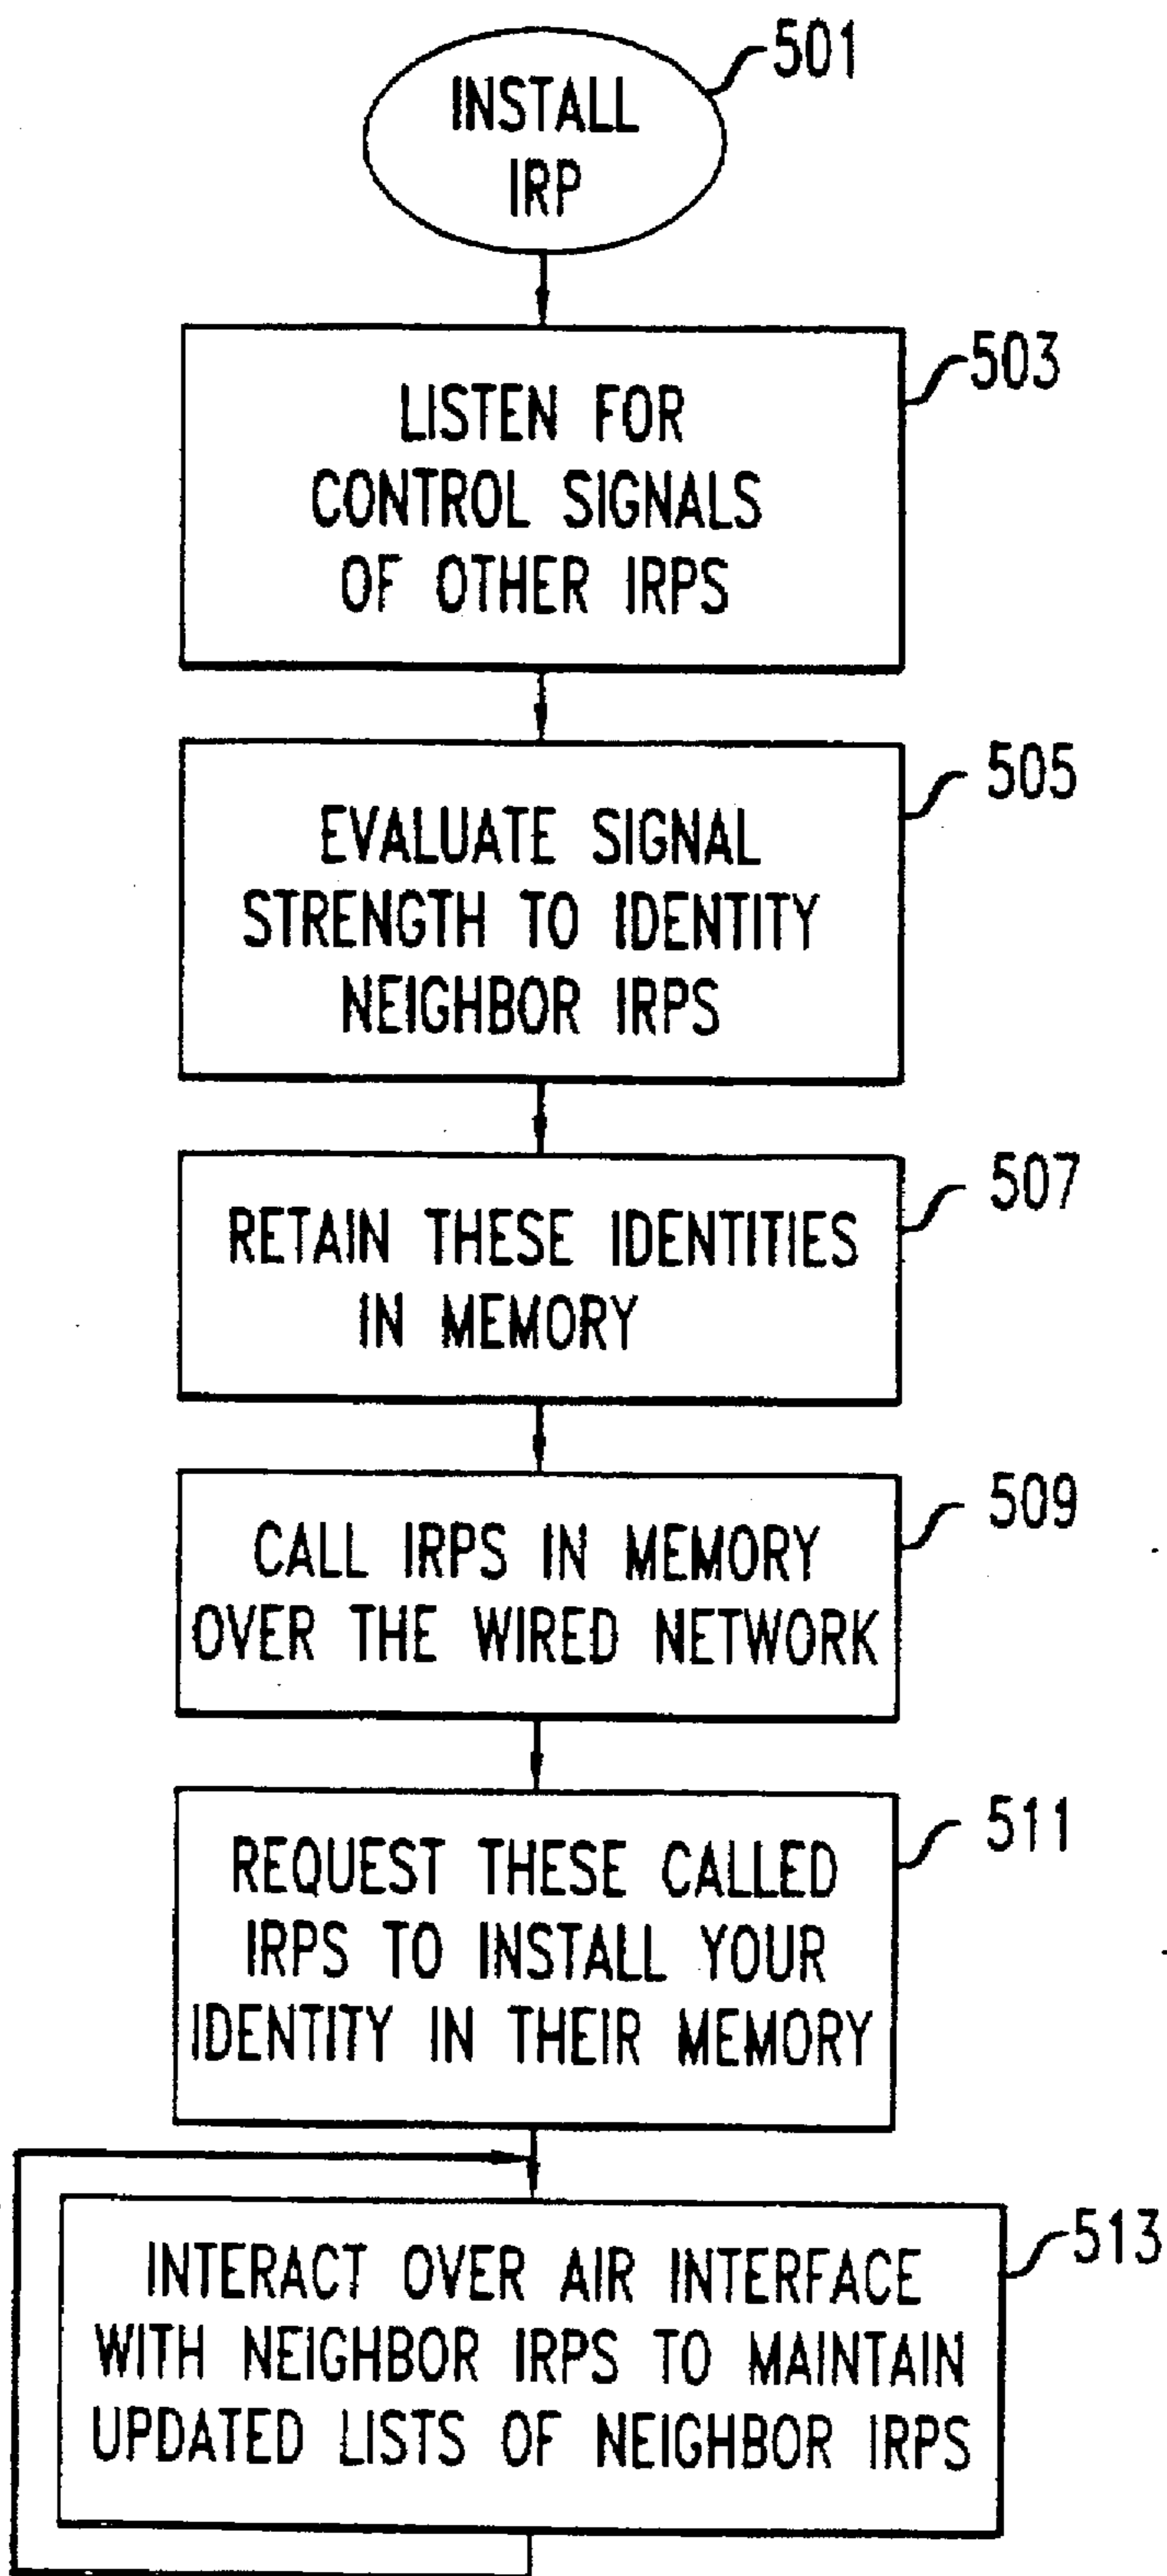 INSTALL
IRP
501
LISTEN FOR
CONTROL SIGNALS
OF OTHER IRPS
503
EVALUATE SIGNAL
STRENGTH TO IDENTITY
NEIGHBOR IRPS
505
RETAIN THESE IDENTITIES
IN MEMORY
507
CALL IRPS IN MEMORY
OVER THE WIRED NETWORK
509
REQUEST THESE CALLED
IRPS TO INSTALL YOUR
IDENTITY IN THEIR MEMORY
511
INTERACT OVER AIR INTERFACE
WITH NEIGHBOR IRPS TO MAINTAIN
UPDATED LISTS OF NEIGHBOR IRPS
513